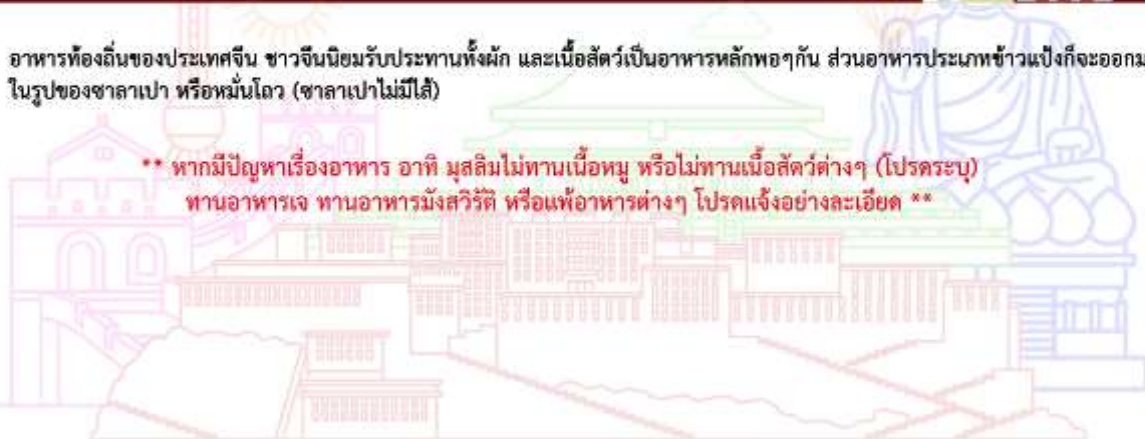 อาหารท้องถิ่นของประเทศจีน ชาวจีนนิยมรับประทานทั้งผัก และเนื้อสัตว์เป็นอาหารหลักพอๆกัน ส่วนอาหารประเภทข้าวแป้งก็จะออกม
ในรูปของซาลาเปา หรือหมั่นโถว (ซาลาเปาไม่มีไส้)
** หากมีปัญหาเรื่องอาหาร อาทิ มุสลิมไม่ทานเนื้อหมู หรือไม่ทานเนื้อสัตว์ต่างๆ (โปรดระบุ)
ทานอาหารเจ ทานอาหารมังสวิรัติ หรือแพ้อาหารต่างๆ โปรดแจ้งอย่างละเอียด **